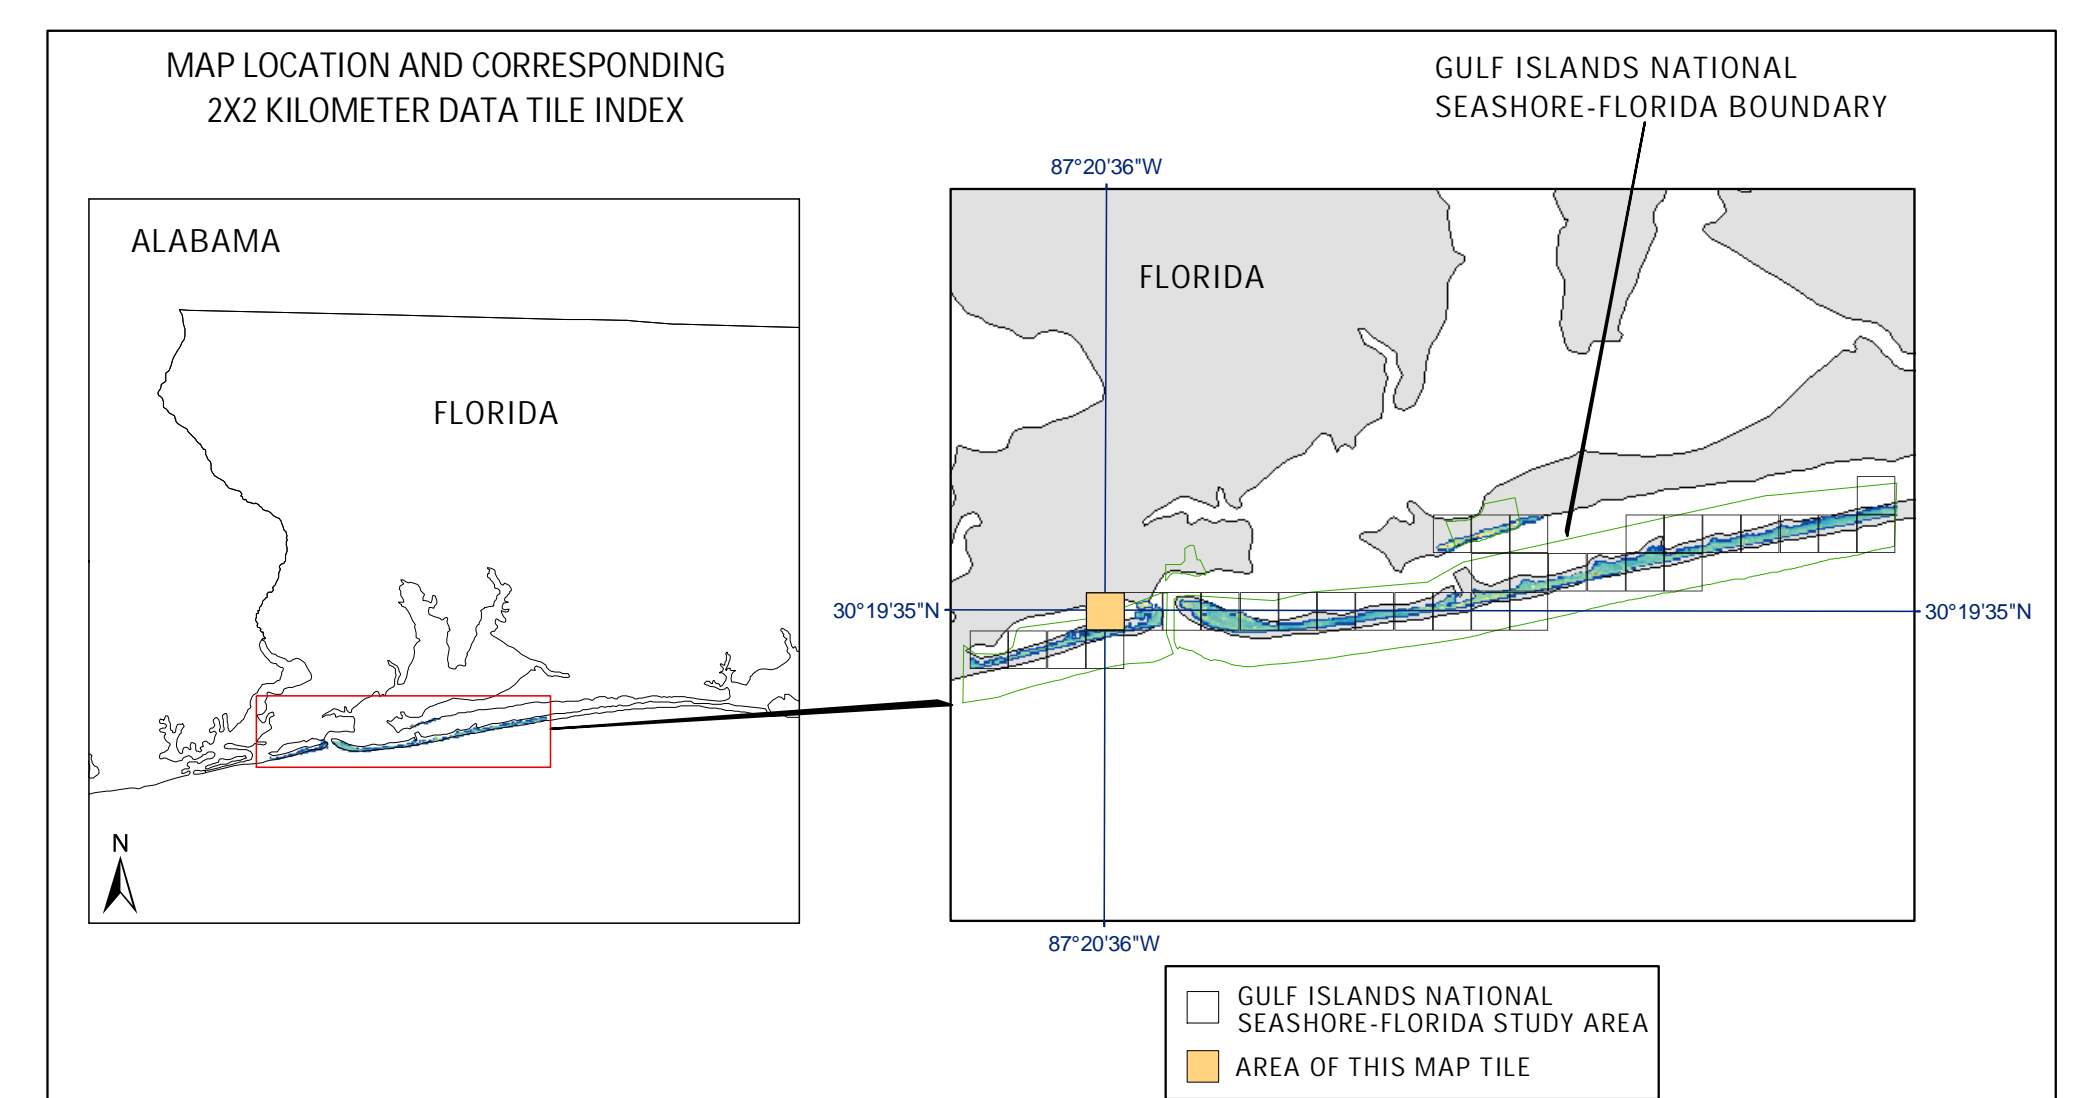 MAP LOCATION AND CORRESPONDING
2X2 KILOMETER DATA TILE INDEX
GULF ISLANDS NATIONAL
SEASHORE-FLORIDA BOUNDARY
87°20'36"W
ALABAMA
FLORIDA
FLORIDA
30°19'35"N
30°19'35"N
N
87°20'36"W
GULF ISLANDS NATIONAL
SEASHORE-FLORIDA STUDY AREA
AREA OF THIS MAP TILE